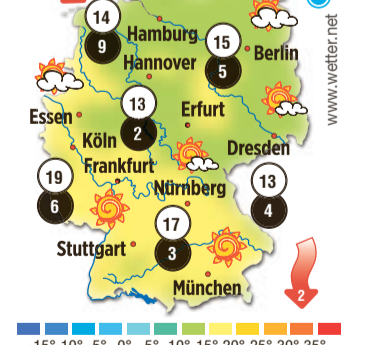 14
9
Hamburg
15
5
Berlin
Hannover
13
2
Essen
Erfurt
Köln
Dresden
Frankfurt
19
6
Nürnberg
13
4
17
3
Stuttgart
München
2
www.wetter.net